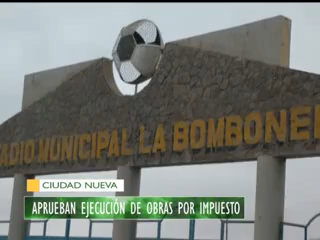 ADIO MUNICIPAL LA BOMBONE
CIUDAD NUEVA
APRUEBAN EJECUCIÓN DE OBRAS POR IMPUESTO